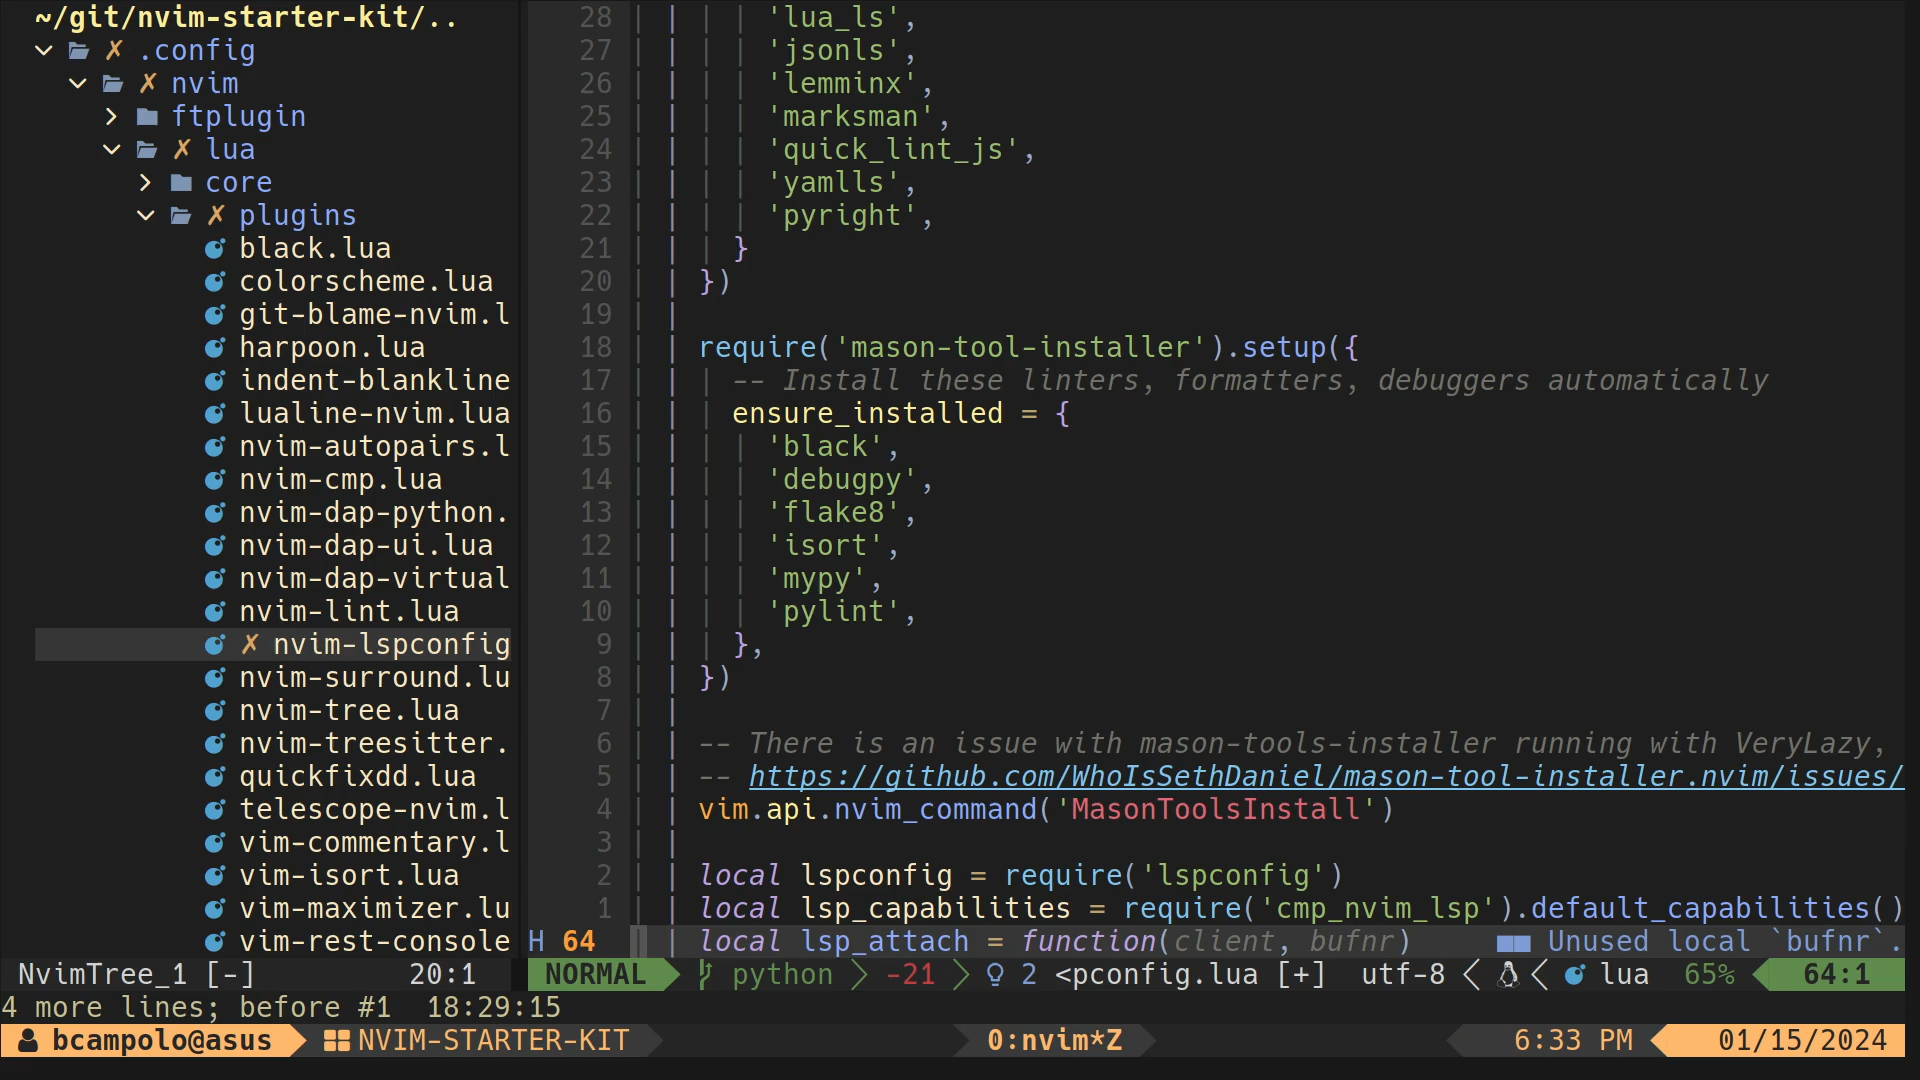 ~/git/nvim-starter-kit/..
.config
nvim
ftplugin
lua
core
plugins
black.lua
colorscheme.lua
git-blame-nvim.l
harpoon.lua
indent-blankline
lualine-nvim.lua
nvim-autopairs.l
nvim-cmp.lua
nvim-dap-python.
nvim-dap-ui.lua
nvim-dap-virtual
nvim-lint.lua
nvim-lspconfig
nvim-surround.lu
nvim-tree.lua
nvim-treesitter.
quickfixdd.lua
telescope-nvim.l
vim-commentary.l
vim-isort.lua
vim-maximizer.lu
vim-rest-console
NvimTree_1 [-] 20:1
28 'lua_ls',
27 'jsonls',
26 'lemminx',
25 'marksman',
24 'quick_lint_js',
23 'yamlls',
22 'pyright',
21 }
20 })
19
18 require('mason-tool-installer').setup({
17 -- Install these linters, formatters, debuggers automatically
16 ensure_installed = {
15 'black',
14 'debugpy',
13 'flake8',
12 'isort',
11 'mypy',
10 'pylint',
9 },
8 })
7
6 -- There is an issue with mason-tools-installer running with VeryLazy,
5 -- https://github.com/WhoIsSethDaniel/mason-tool-installer.nvim/issues/
4 vim.api.nvim_command('MasonToolsInstall')
3
2 local lspconfig = require('lspconfig')
1 local lsp_capabilities = require('cmp_nvim_lsp').default_capabilities()
H 64 local lsp_attach = function(client, bufnr) ■■ Unused local `bufnr`.
NORMAL python -21 2 <pconfig.lua [+] utf-8 < < lua 65% 64:1
4 more lines; before #1 18:29:15
bcampolo@asus NVIM-STARTER-KIT 0:nvim*Z 6:33 PM 01/15/2024